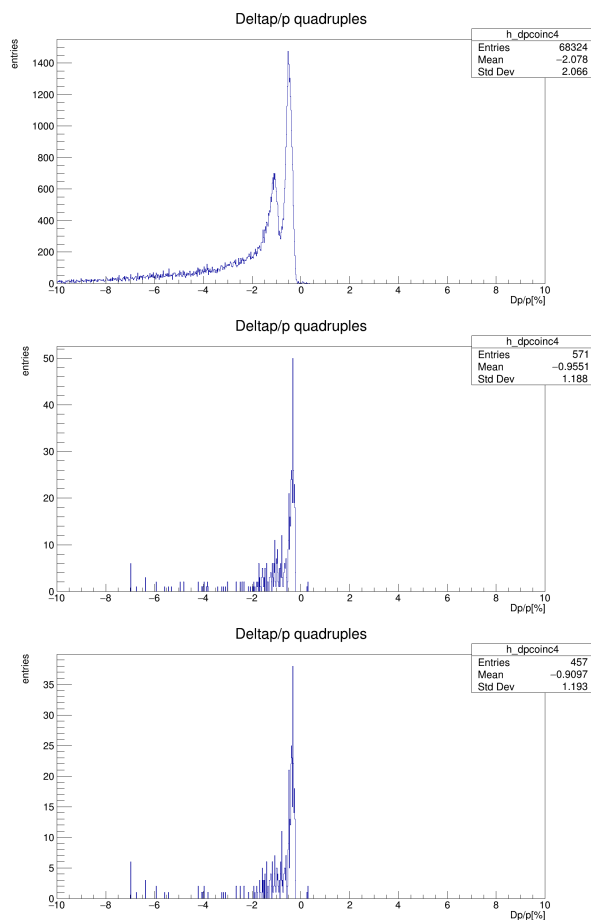 Deltap/p quadruples
h_dpcoinc4
Entries 68324
Mean −2.078
Std Dev 2.066
entries
1400
1200
1000
800
600
400
200
0
−10 −8 −6 −4 −2 0 2 4 6 8 10
Dp/p[%]
Deltap/p quadruples
h_dpcoinc4
Entries 571
Mean −0.9551
Std Dev 1.188
entries
50
40
30
20
10
0
−10 −8 −6 −4 −2 0 2 4 6 8 10
Dp/p[%]
Deltap/p quadruples
h_dpcoinc4
Entries 457
Mean −0.9097
Std Dev 1.193
entries
35
30
25
20
15
10
5
0
−10 −8 −6 −4 −2 0 2 4 6 8 10
Dp/p[%]